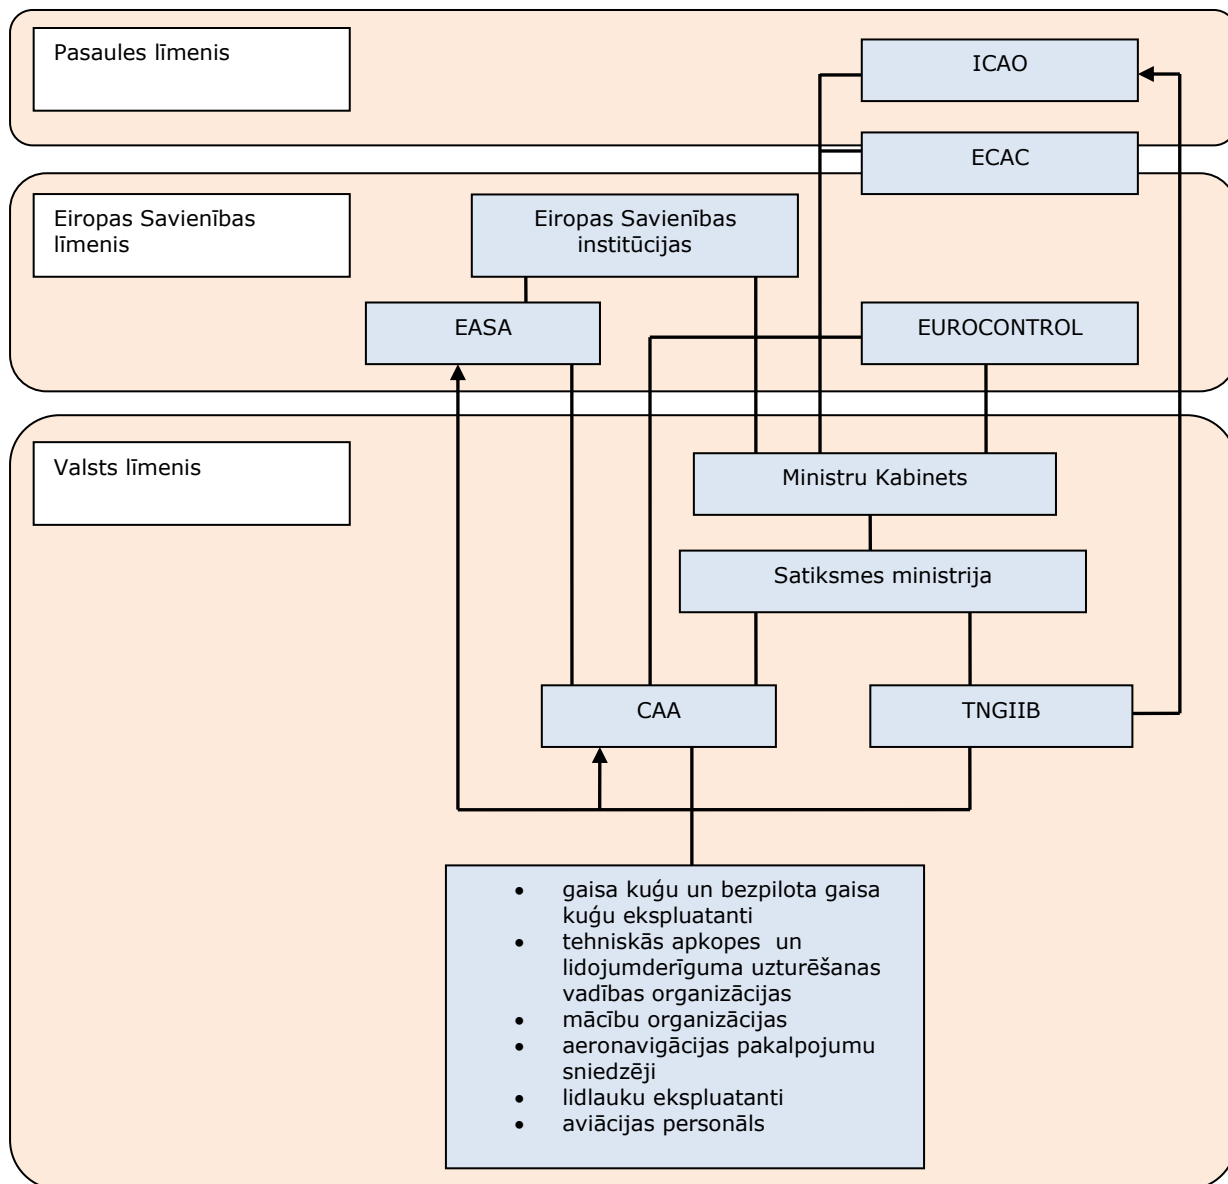 Pasaules līmenis
ICAO
ECAC
Eiropas Savienības
līmenis
Eiropas Savienības
institūcijas
EASA
EUROCONTROL
Valsts līmenis
Ministru Kabinets
Satiksmes ministrija
CAA
TNGIIB
• gaisa kuģu un bezpilota gaisa
kuģu ekspluatanti
• tehniskās apkopes un
lidojumderīguma uzturēšanas
vadības organizācijas
• mācību organizācijas
• aeronavigācijas pakalpojumu
sniedzēji
• lidlauku ekspluatanti
• aviācijas personāls